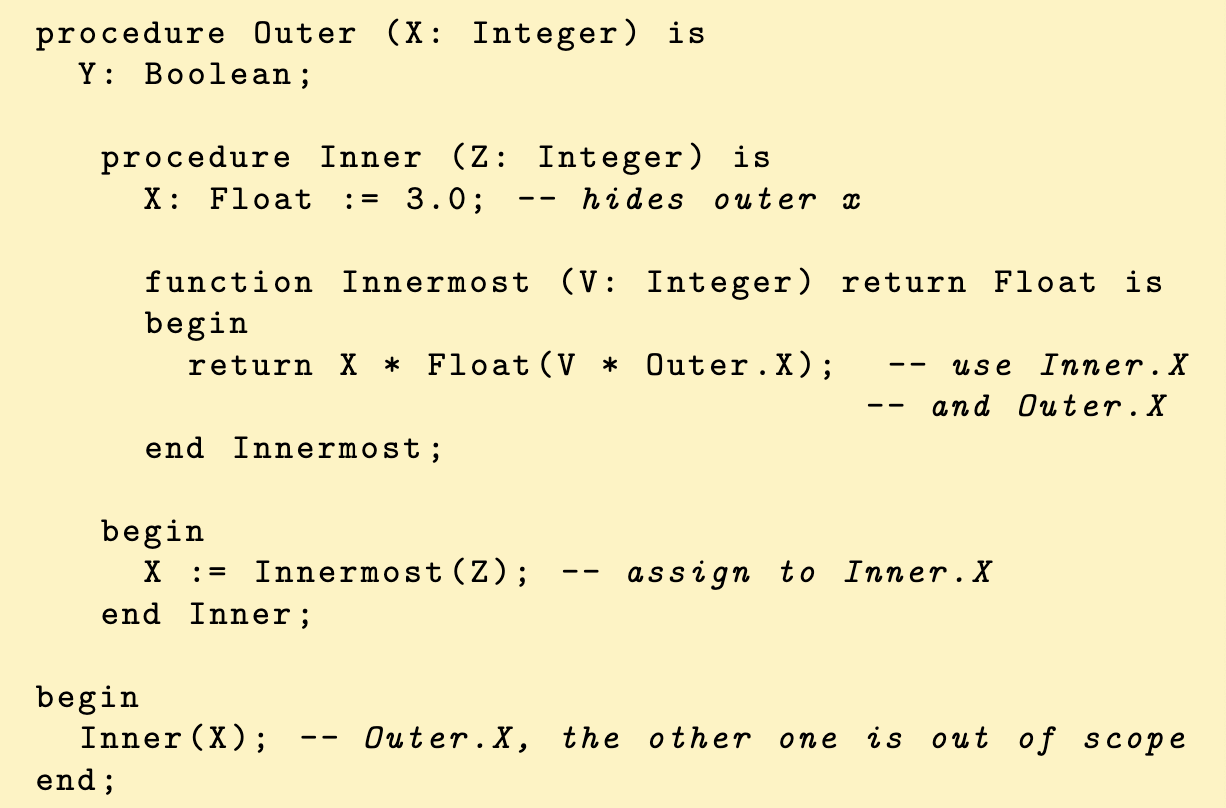 procedure Outer (X: Integer) is
Y: Boolean;
procedure Inner (Z: Integer) is
X: Float := 3.0; -- hides outer x
function Innermost (V: Integer) return Float is
begin
return X * Float(V * Outer.X); -- use Inner.X
-- and Outer.X
end Innermost;
begin
X := Innermost(Z); -- assign to Inner.X
end Inner;
begin
Inner(X); -- Outer.X, the other one is out of scope
end;